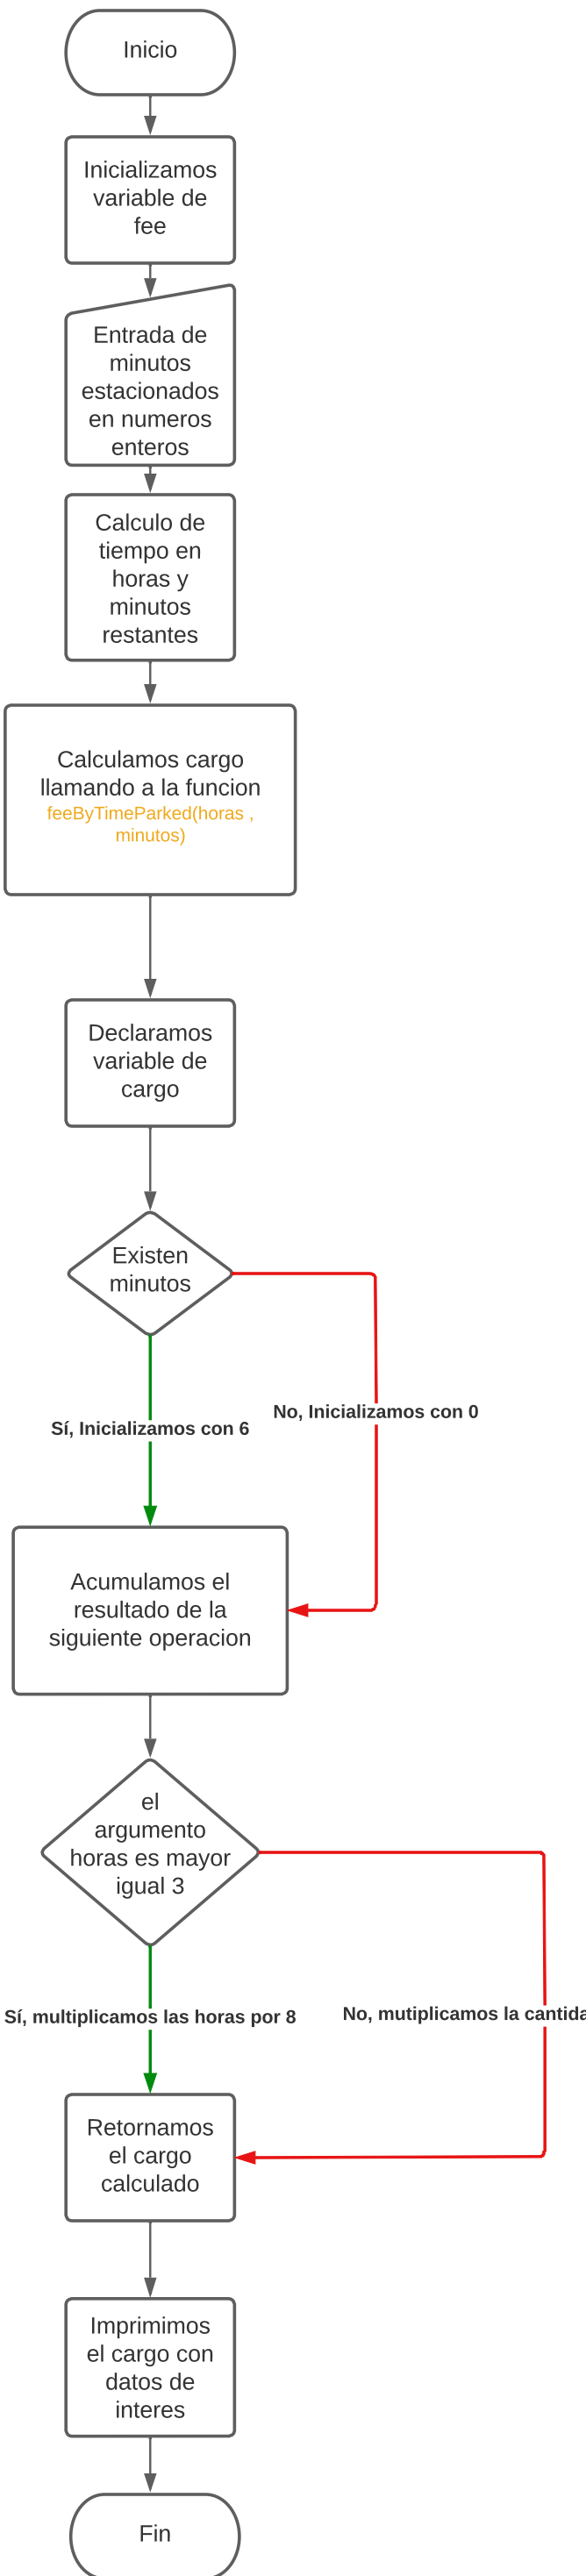 Inicio
Inicializamos
variable de
fee
Entrada de
minutos
estacionados
en numeros
enteros
Calculo de
tiempo en
horas y
minutos
restantes
Calculamos cargo
llamando a la funcion
feeByTimeParked(horas ,
minutos)
Declaramos
variable de
cargo
Existen
minutos
No, Inicializamos con 0
Sí, Inicializamos con 6
Acumulamos el
resultado de la
siguiente operacion
el
argumento
horas es mayor
igual 3
Sí, multiplicamos las horas por 8
No, mutiplicamos la
Retornamos
el cargo
calculado
Imprimimos
el cargo con
datos de
interes
Fin